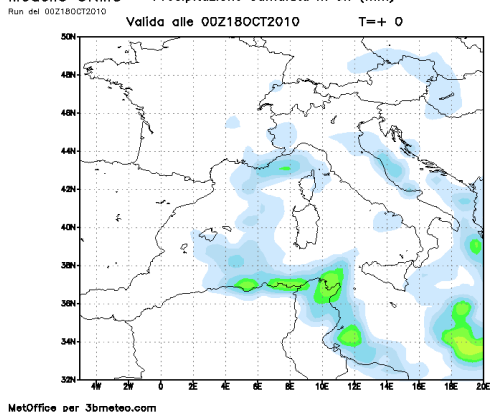 Run del 00Z18OCT2010
Valida alle 00Z18OCT2010 T=+ 0
50N
48N
46N
44N
42N
40N
38N
36N
34N
32N
4W 2W 0 2E 4E 6E 8E 10E 12E 14E 16E 18E 20E
MetOffice per 3bmeteo.com